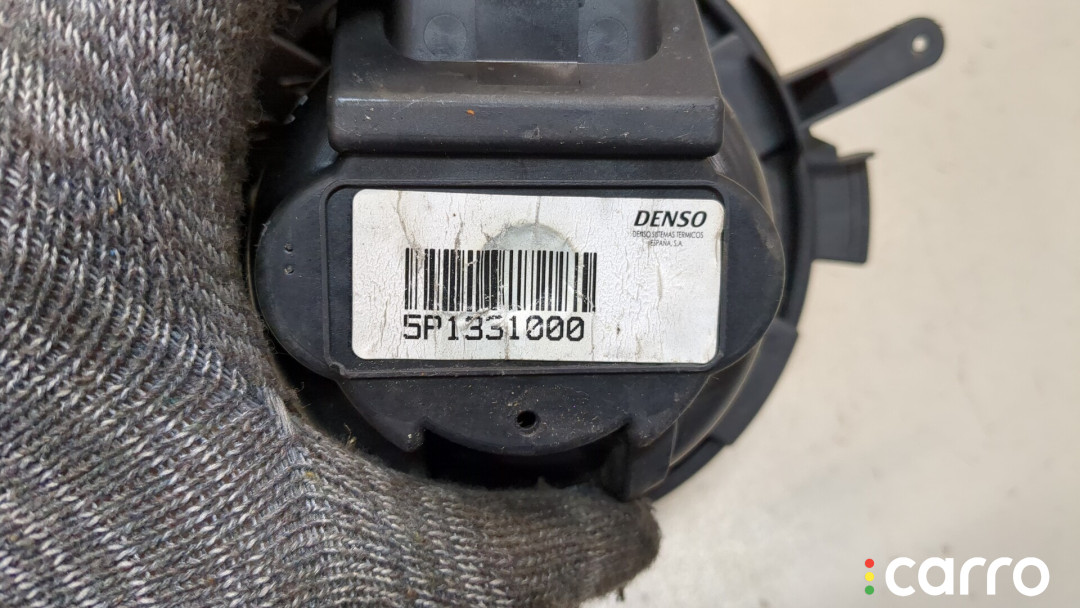 DENSO
DENSO SISTEMAS TERMICOS
ESPAÑA, S.A.
5P1331000
carro